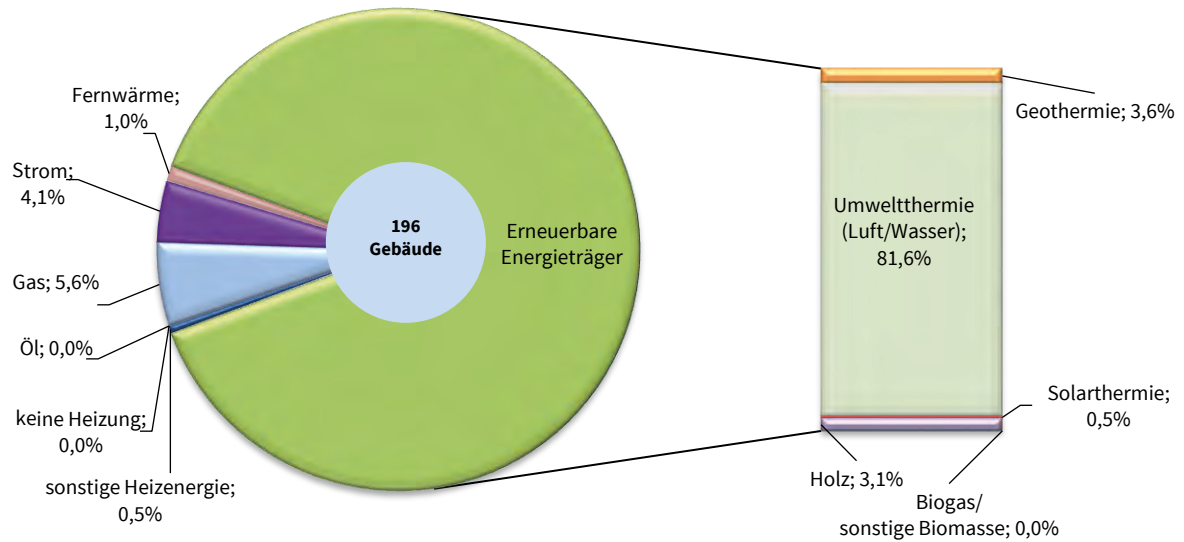 Fernwärme;
1,0%
Strom;
4,1%
Gas; 5,6%
Öl; 0,0%
keine Heizung;
0,0%
sonstige Heizenergie;
0,5%
196
Gebäude
Erneuerbare
Energieträger
Geothermie; 3,6%
Umweltthermie
(Luft/Wasser);
81,6%
Solarthermie;
0,5%
Holz; 3,1%
Biogas/
sonstige Biomasse; 0,0%